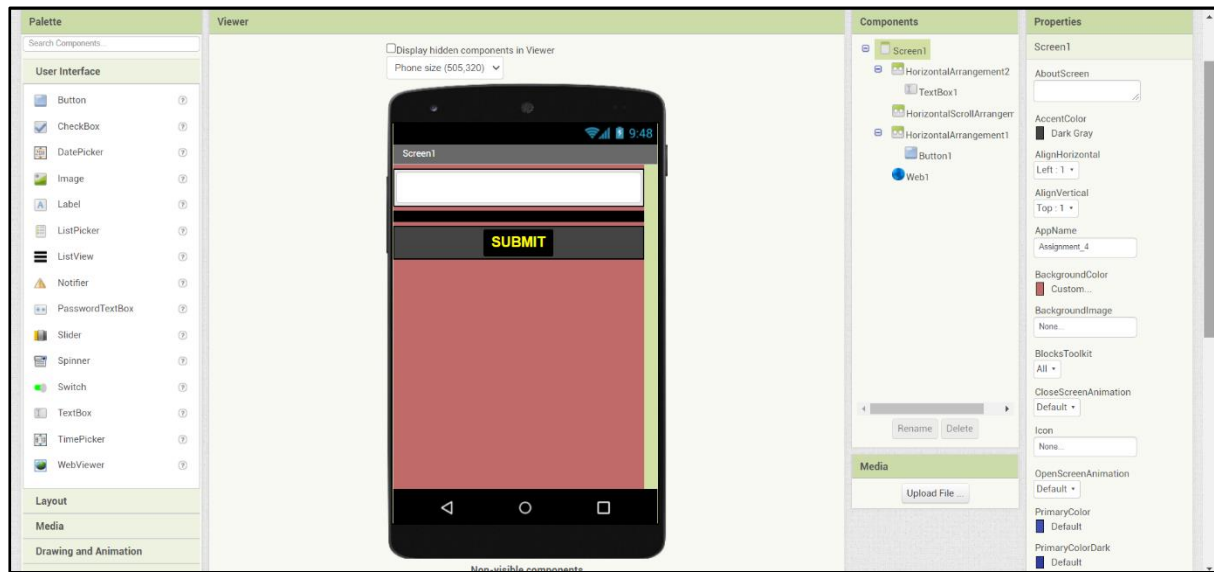 Palette
Search Components...
User Interface
Button
CheckBox
DatePicker
Image
Label
ListPicker
ListView
Notifier
PasswordTextBox
Slider
Spinner
Switch
TextBox
TimePicker
WebViewer
Layout
Media
Drawing and Animation
Viewer
Display hidden components in Viewer
Phone size (505,320)
9:48
Screen1
SUBMIT
Non-visible components
Components
Screen1
HorizontalArrangement2
TextBox1
HorizontalScrollArrangem
HorizontalArrangement1
Button1
Web1
Rename Delete
Media
Upload File ...
Properties
Screen1
AboutScreen
AccentColor
Dark Gray
AlignHorizontal
Left : 1
AlignVertical
Top : 1
AppName
Assignment_4
BackgroundColor
Custom...
BackgroundImage
None...
BlocksToolkit
All
CloseScreenAnimation
Default
Icon
None...
OpenScreenAnimation
Default
PrimaryColor
Default
PrimaryColorDark
Default